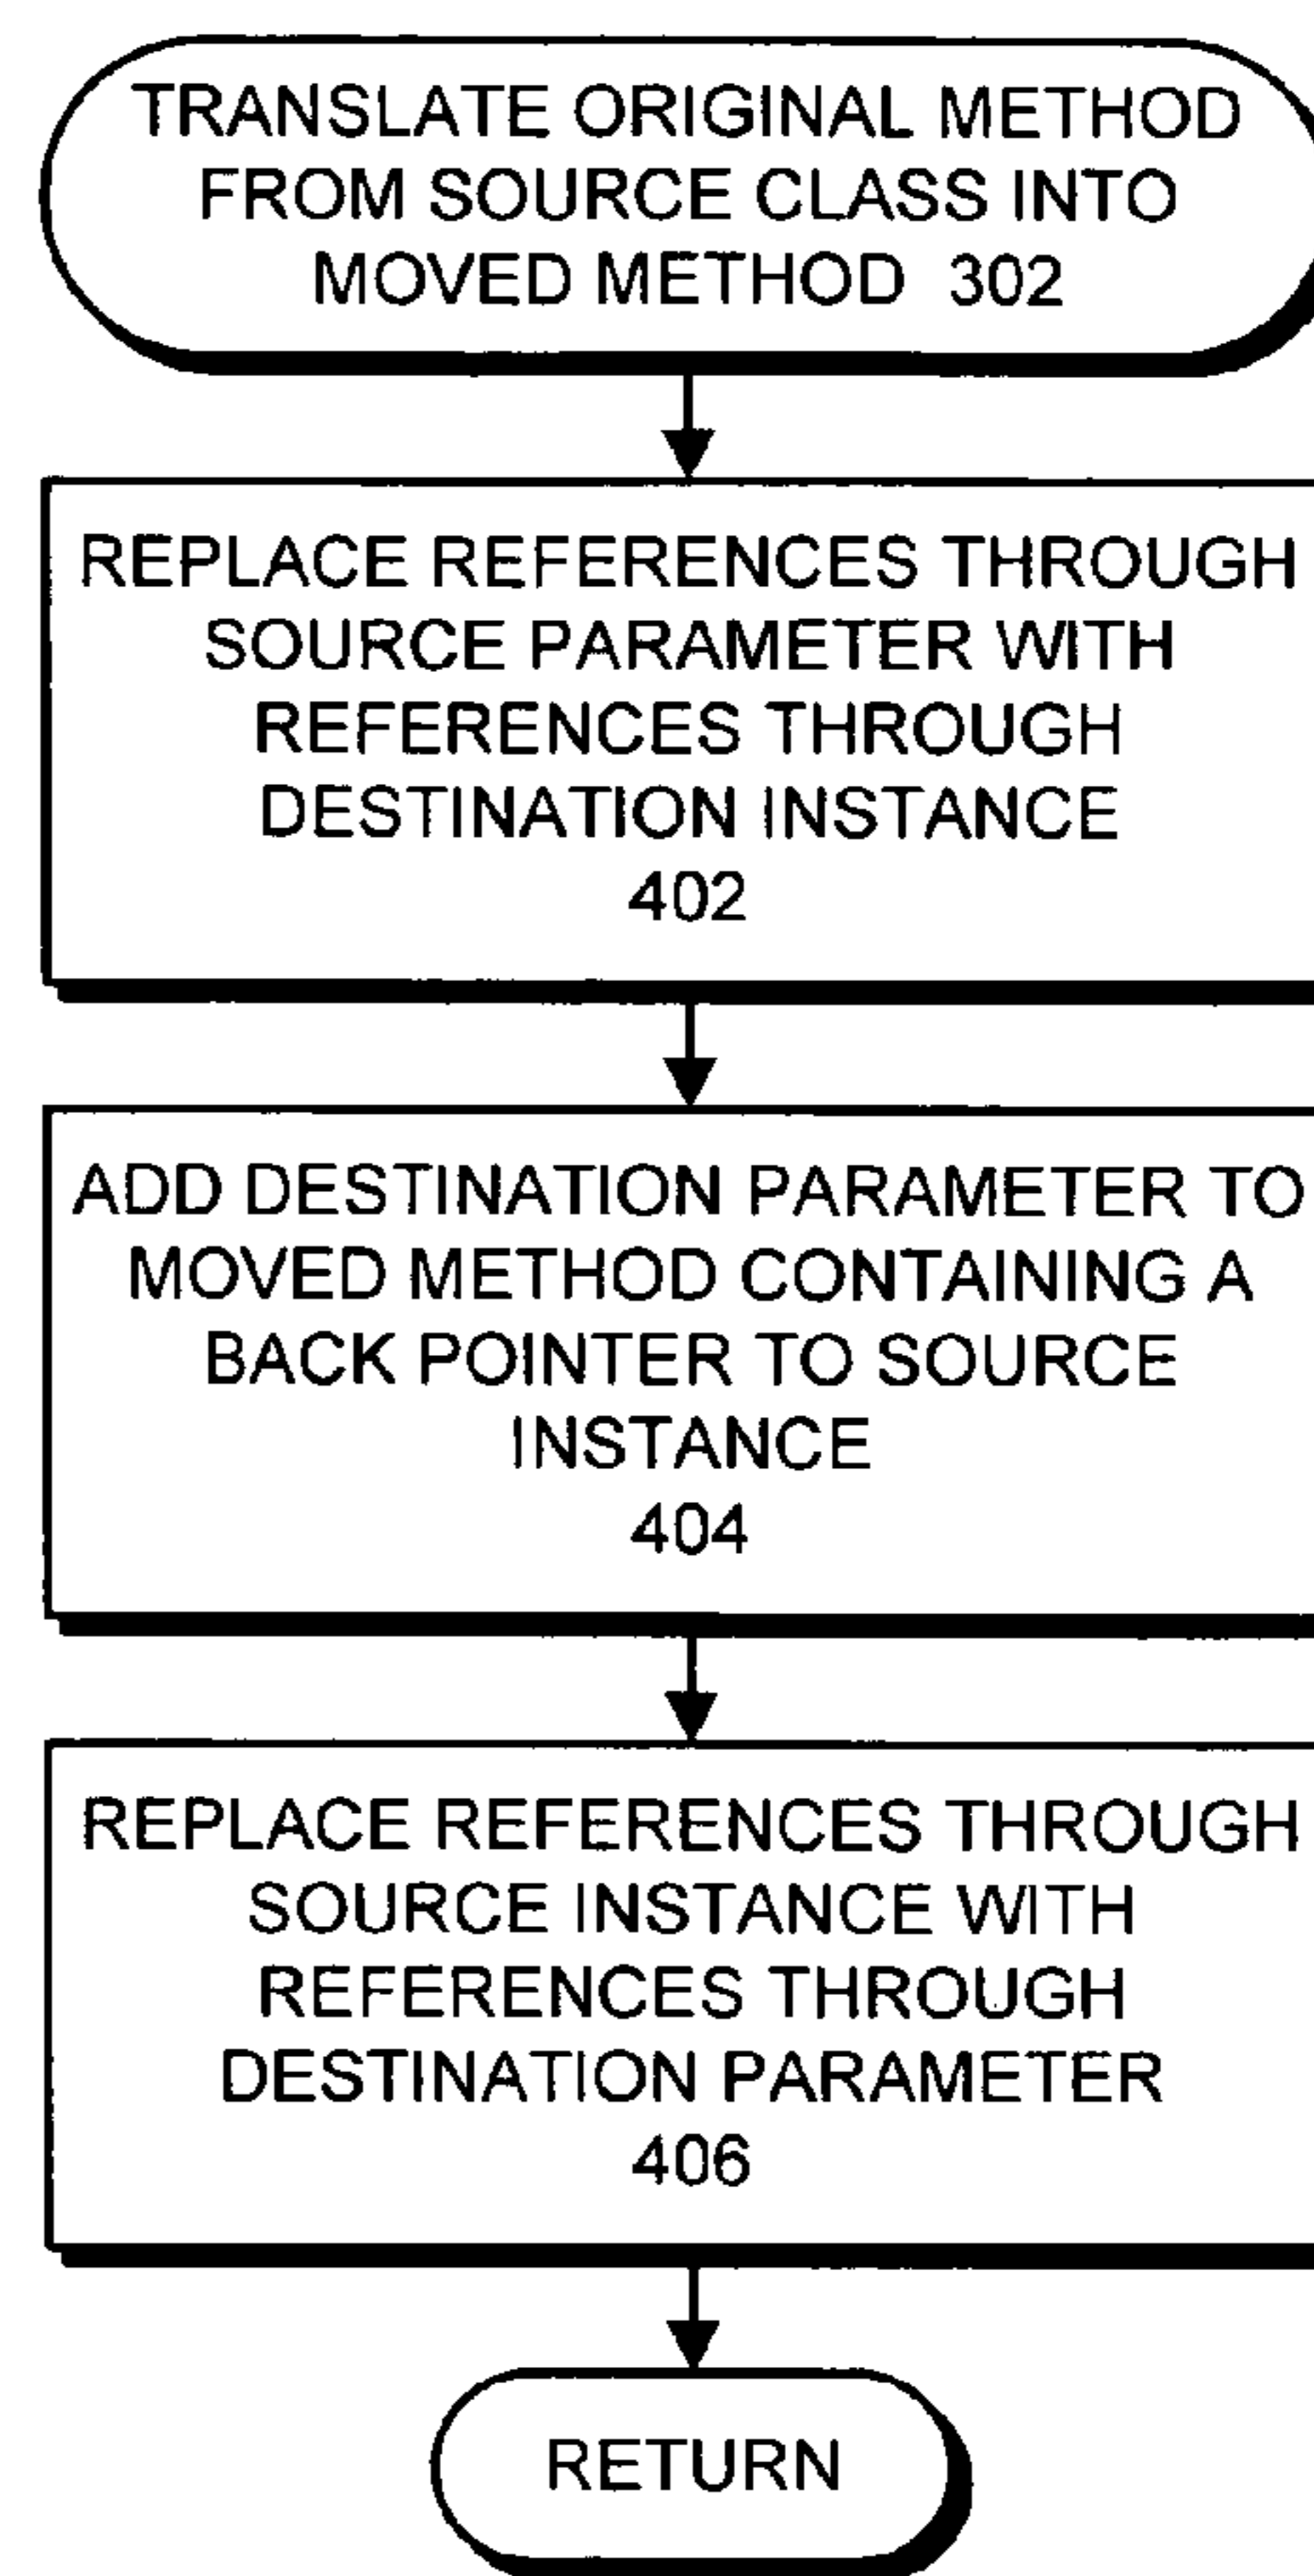 TRANSLATE ORIGINAL METHOD
FROM SOURCE CLASS INTO
MOVED METHOD 302
REPLACE REFERENCES THROUGH
SOURCE PARAMETER WITH
REFERENCES THROUGH
DESTINATION INSTANCE
402
ADD DESTINATION PARAMETER TO
MOVED METHOD CONTAINING A
BACK POINTER TO SOURCE
INSTANCE
404
REPLACE REFERENCES THROUGH
SOURCE INSTANCE WITH
REFERENCES THROUGH
DESTINATION PARAMETER
406
RETURN